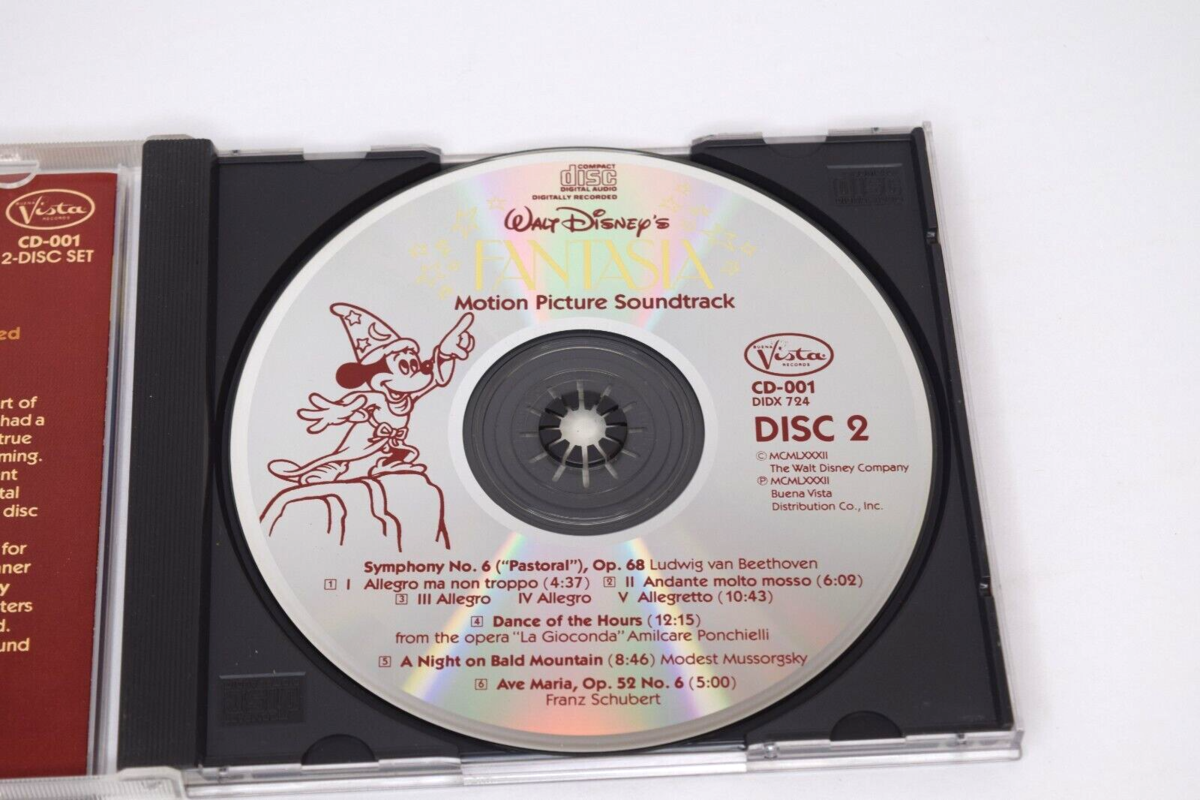 BUENA
Vista
RECORDS
CD-001
2-DISC SET
ed
rt of
had a
true
ming.
nt
tal
disc
for
ner
y
ters
d.
und
COMPACT
disc
DIGITAL AUDIO
DIGITALLY RECORDED
WALT DISNEY'S
FANTASIA
Motion Picture Soundtrack
BUENA
Vista
RECORDS
CD-001
DIDX 724
DISC 2
© MCMLXXXII
The Walt Disney Company
℗ MCMLXXXII
Buena Vista
Distribution Co., Inc.
Symphony No. 6 ("Pastoral"), Op. 68 Ludwig van Beethoven
1 I Allegro ma non troppo (4:37) 2 II Andante molto mosso (6:02)
3 III Allegro IV Allegro V Allegretto (10:43)
4 Dance of the Hours (12:15)
from the opera "La Gioconda" Amilcare Ponchielli
5 A Night on Bald Mountain (8:46) Modest Mussorgsky
6 Ave Maria, Op. 52 No. 6 (5:00)
Franz Schubert